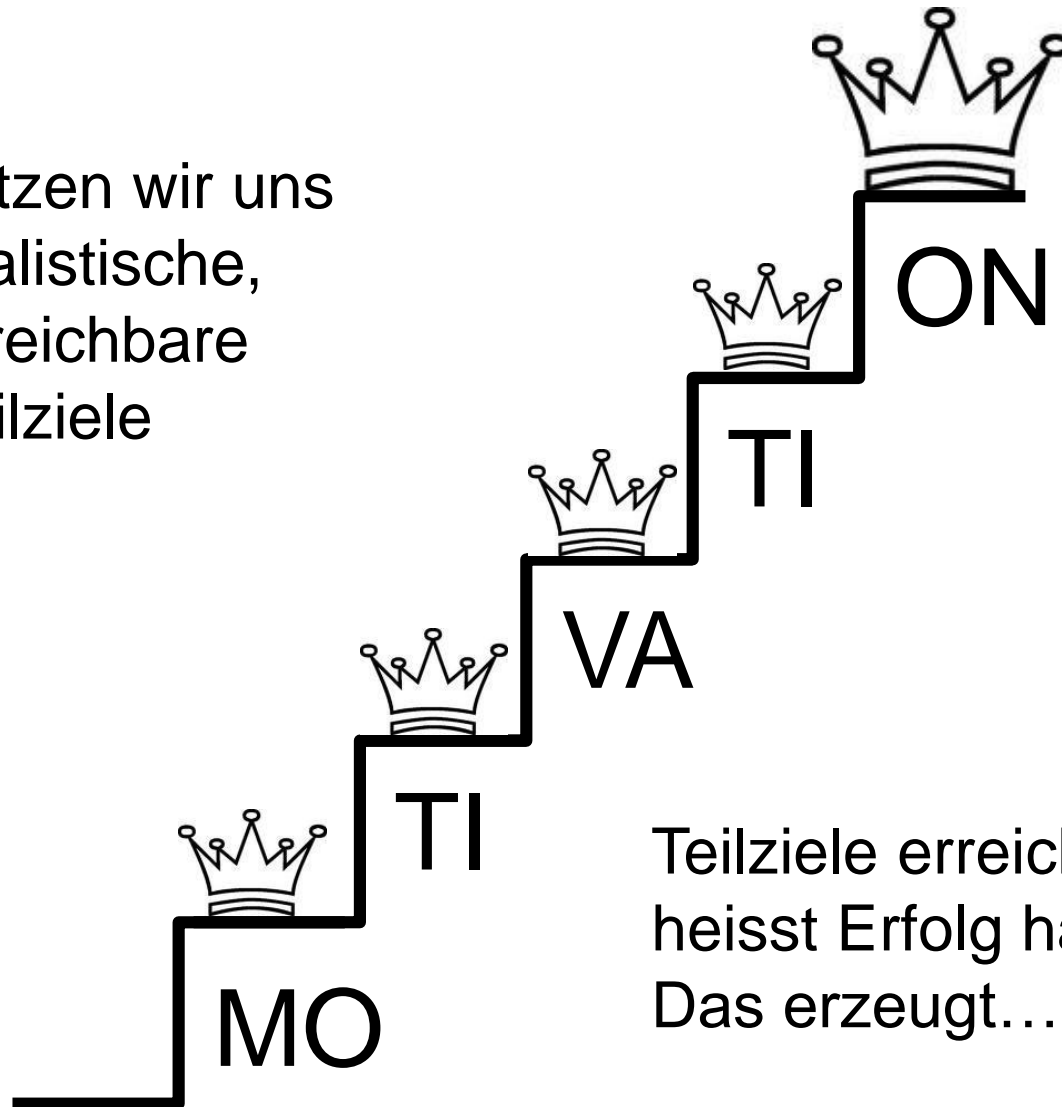 tzen wir uns
alistische,
reichbare
ilziele
ON
TI
VA
TI
MO
Teilziele erreich
heisst Erfolg ha
Das erzeugt…